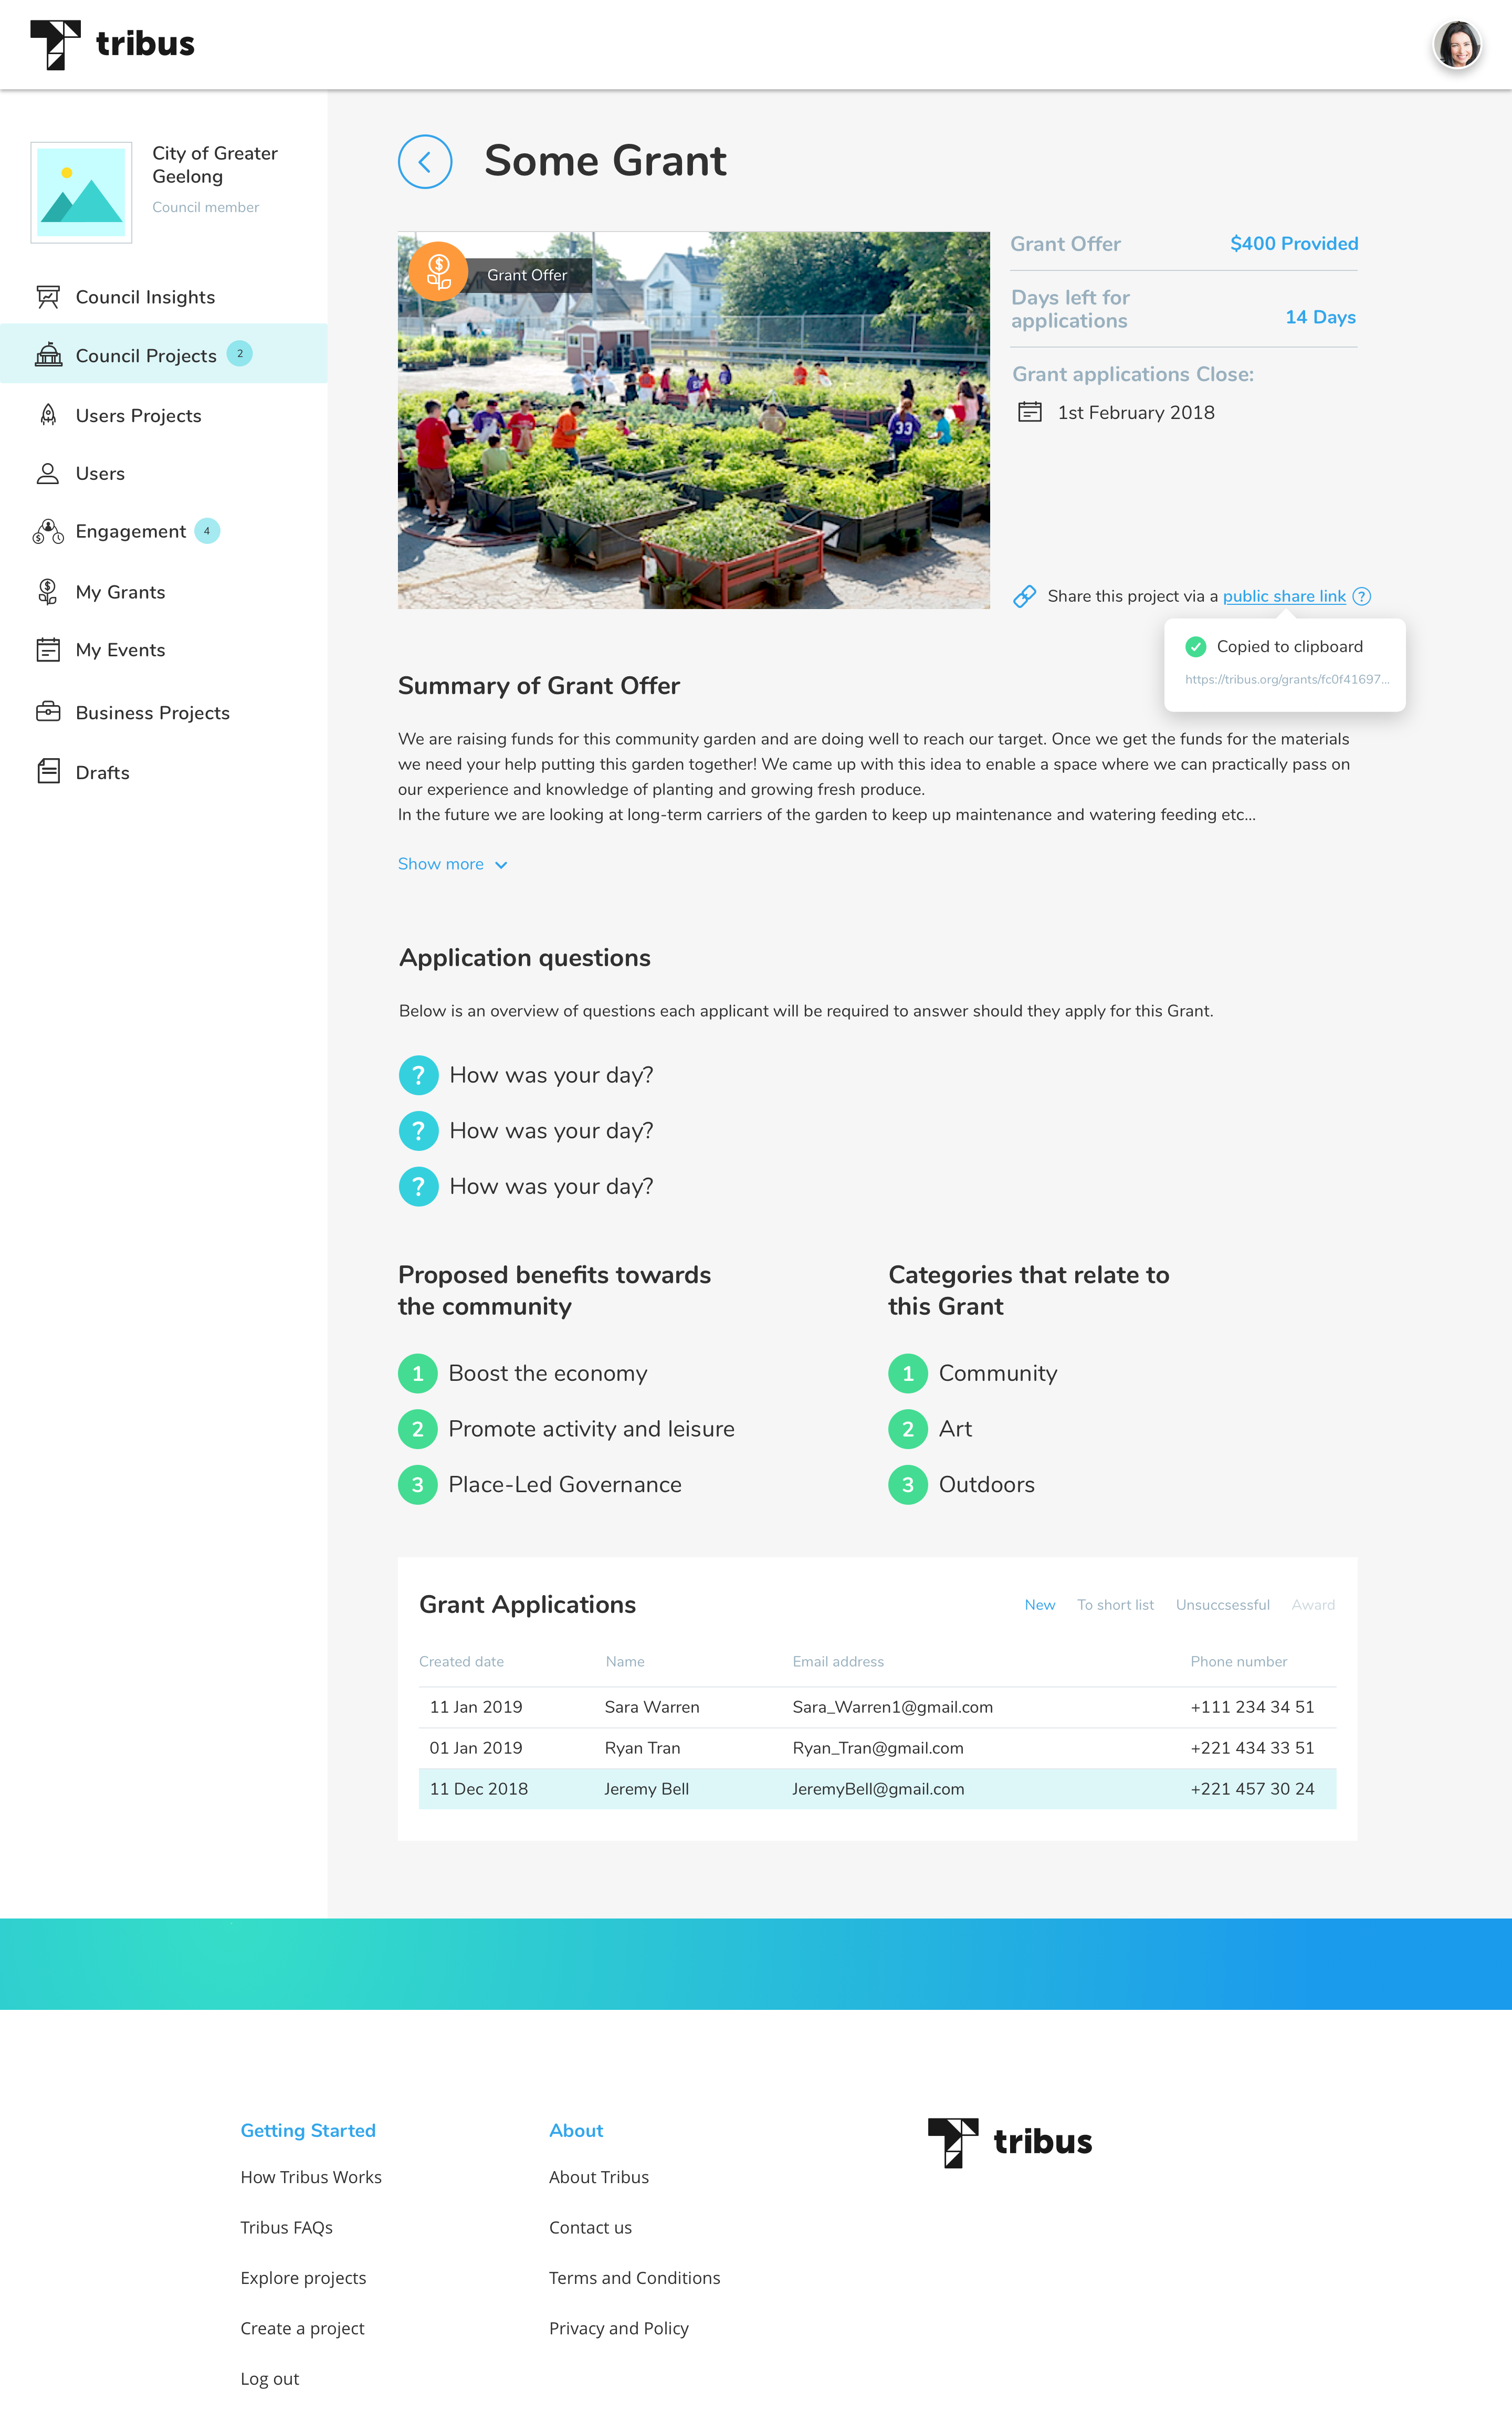 tribus
City of Greater
Geelong
Council member
Council Insights
Council Projects 2
Users Projects
Users
Engagement 4
My Grants
My Events
Business Projects
Drafts
Some Grant
Grant Offer
33
Grant Offer $400 Provided
Days left for
applications 14 Days
Grant applications Close:
1st February 2018
Share this project via a public share link ?
Copied to clipboard
https://tribus.org/grants/fc0f41697...
Summary of Grant Offer
We are raising funds for this community garden and are doing well to reach our target. Once we get the funds for the materials
we need your help putting this garden together! We came up with this idea to enable a space where we can practically pass on
our experience and knowledge of planting and growing fresh produce.
In the future we are looking at long-term carriers of the garden to keep up maintenance and watering feeding etc...
Show more
Application questions
Below is an overview of questions each applicant will be required to answer should they apply for this Grant.
? How was your day?
? How was your day?
? How was your day?
Proposed benefits towards
the community
1 Boost the economy
2 Promote activity and leisure
3 Place-Led Governance
Categories that relate to
this Grant
1 Community
2 Art
3 Outdoors
Grant Applications
New To short list Unsuccsessful Award
Created date Name Email address Phone number
11 Jan 2019 Sara Warren Sara_Warren1@gmail.com +111 234 34 51
01 Jan 2019 Ryan Tran Ryan_Tran@gmail.com +221 434 33 51
11 Dec 2018 Jeremy Bell JeremyBell@gmail.com +221 457 30 24
Getting Started
How Tribus Works
Tribus FAQs
Explore projects
Create a project
Log out
About
About Tribus
Contact us
Terms and Conditions
Privacy and Policy
tribus